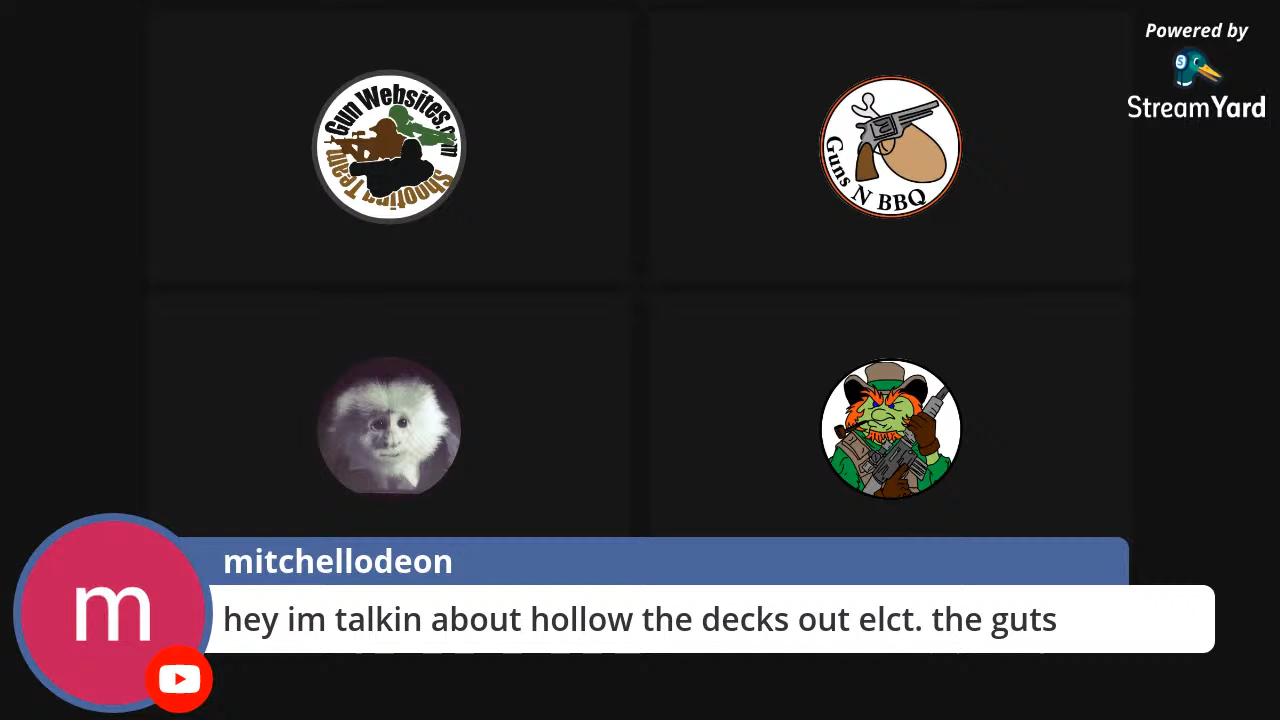 Powered by
StreamYard
Gun Websites.com
Shooting Team
Guns N BBQ
mitchellodeon
hey im talkin about hollow the decks out elct. the guts
m